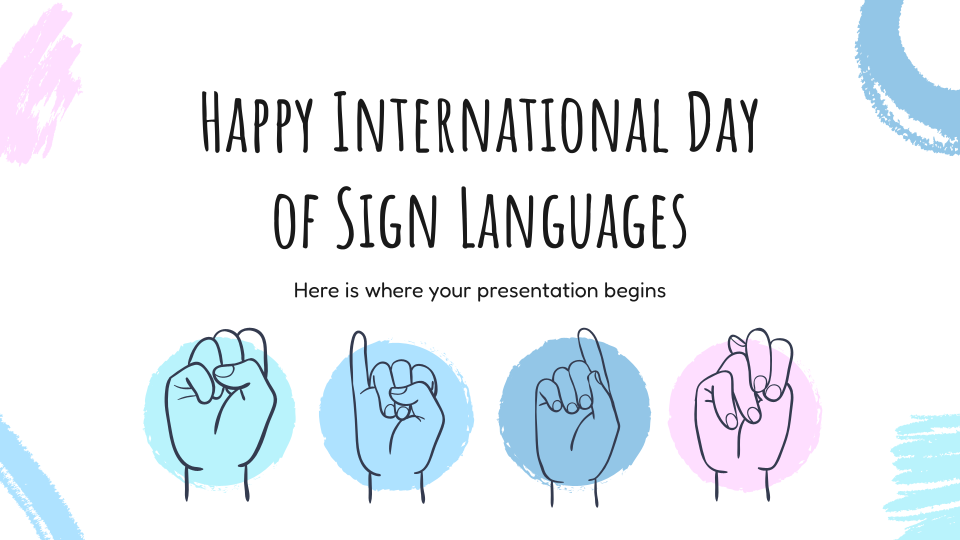 Happy International Day
of Sign Languages
Here is where your presentation begins